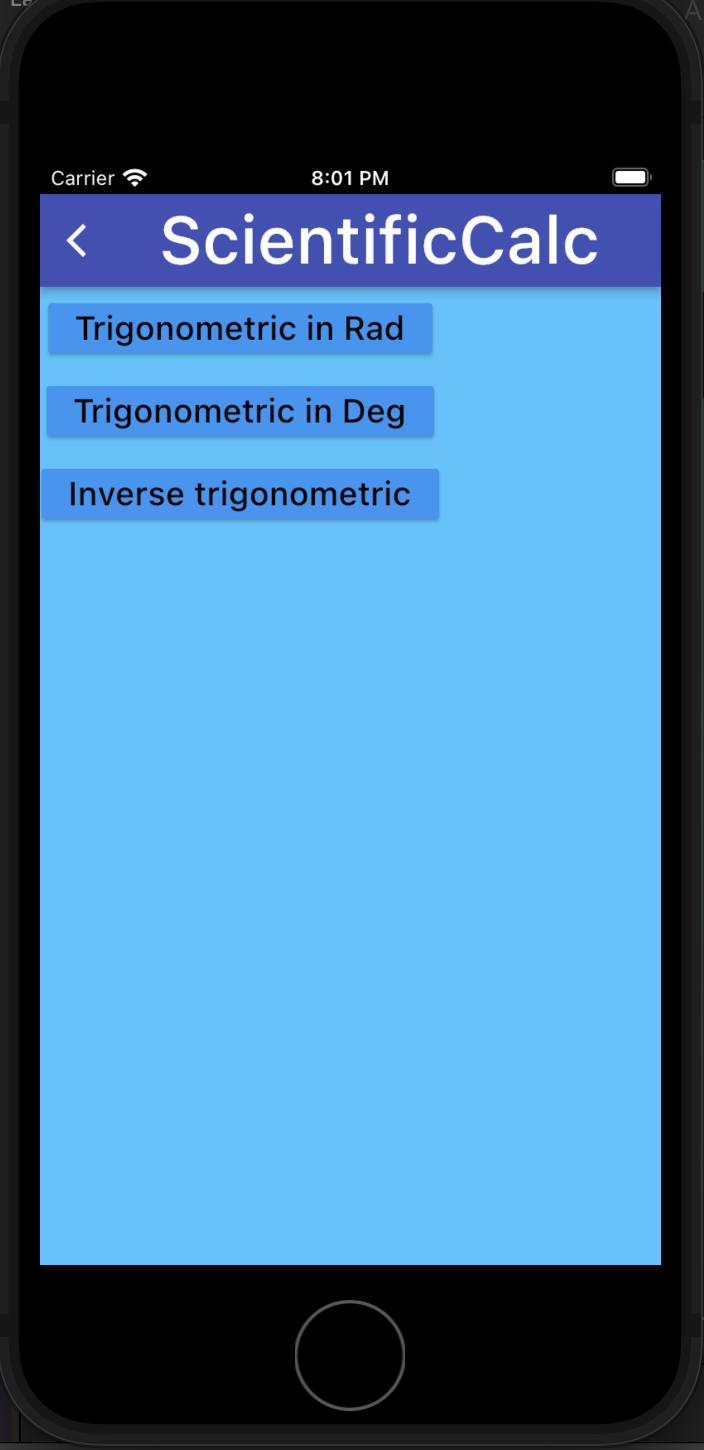 Carrier 8:01 PM
ScientificCalc
Trigonometric in Rad
Trigonometric in Deg
Inverse trigonometric